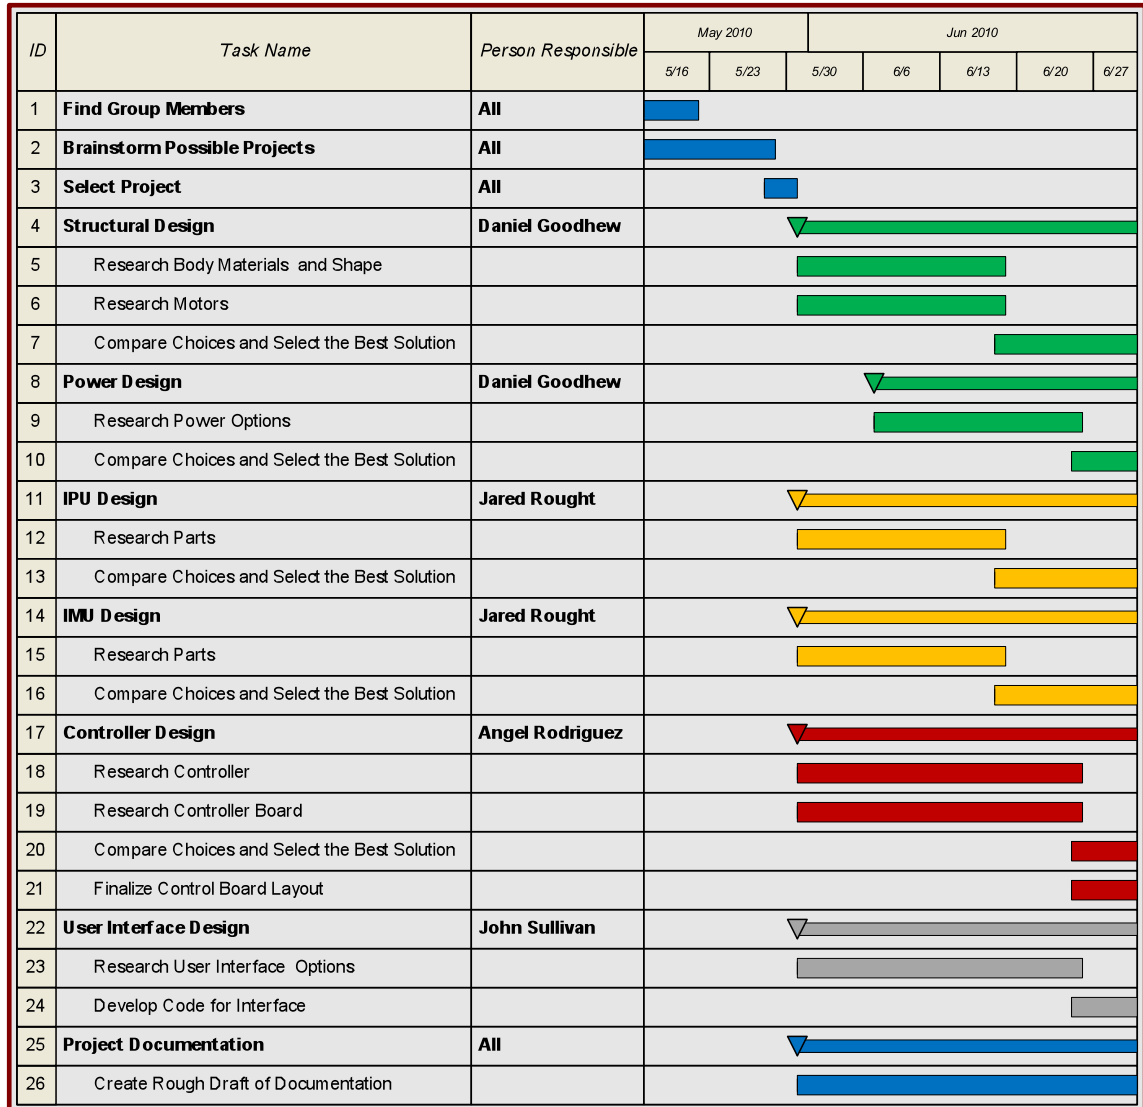 ID Task Name Person Responsible May 2010 Jun 2010
5/16 5/23 5/30 6/6 6/13 6/20 6/27
1 Find Group Members All
2 Brainstorm Possible Projects All
3 Select Project All
4 Structural Design Daniel Goodhew
5 Research Body Materials and Shape
6 Research Motors
7 Compare Choices and Select the Best Solution
8 Power Design Daniel Goodhew
9 Research Power Options
10 Compare Choices and Select the Best Solution
11 IPU Design Jared Rought
12 Research Parts
13 Compare Choices and Select the Best Solution
14 IMU Design Jared Rought
15 Research Parts
16 Compare Choices and Select the Best Solution
17 Controller Design Angel Rodriguez
18 Research Controller
19 Research Controller Board
20 Compare Choices and Select the Best Solution
21 Finalize Control Board Layout
22 User Interface Design John Sullivan
23 Research User Interface Options
24 Develop Code for Interface
25 Project Documentation All
26 Create Rough Draft of Documentation